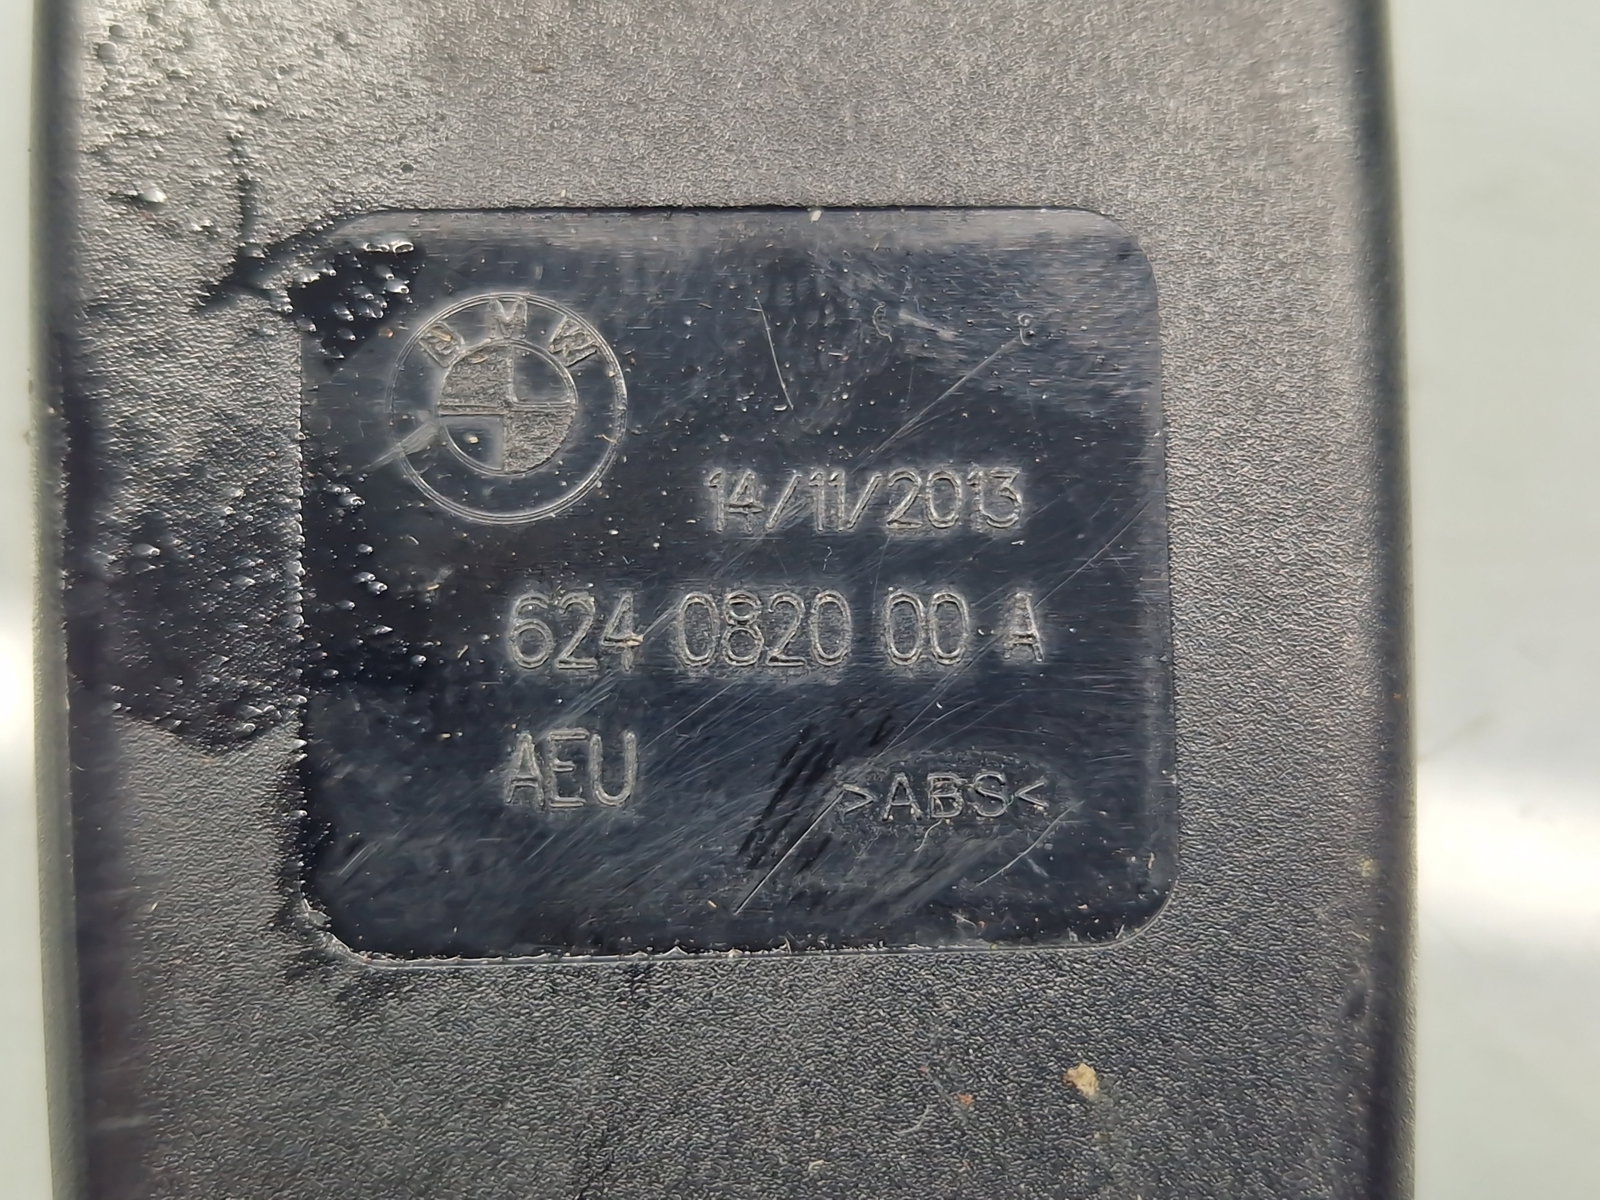 BMW
14/11/2013
624 0820 00 A
AEU
>ABS<